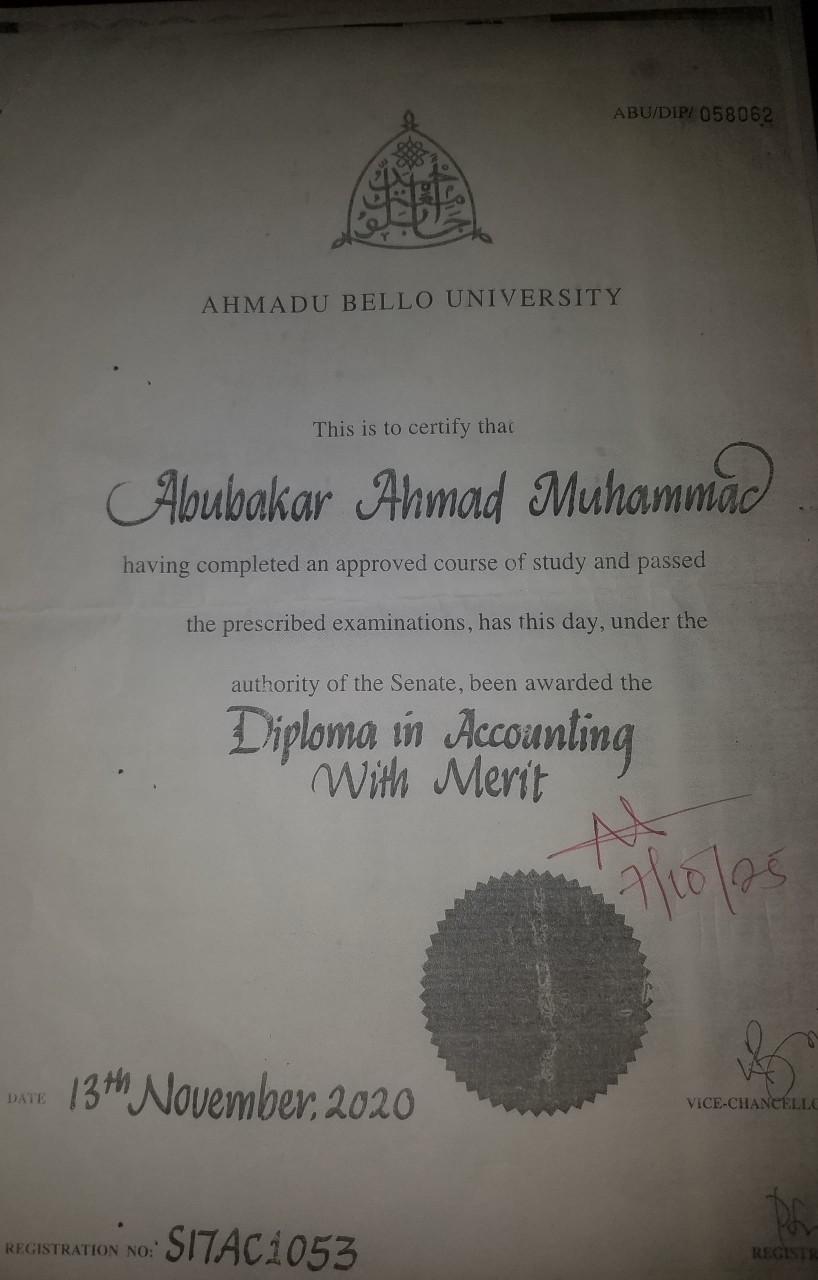 ABU/DIP/ 058062
AHMADU BELLO UNIVERSITY
This is to certify that
Abubakar Ahmad Muhammad
having completed an approved course of study and passed
the prescribed examinations, has this day, under the
authority of the Senate, been awarded the
Diploma in Accounting
With Merit
7/10/25
DATE 13th November, 2020
VICE-CHANCELLO
REGISTRATION NO: S17AC1053
REGISTR